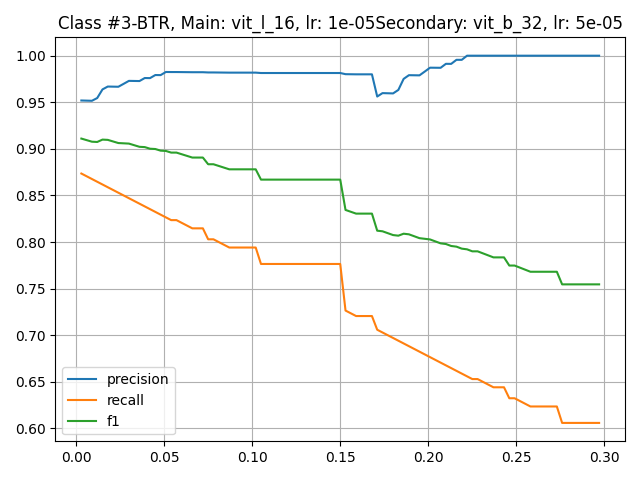 Class #3-BTR, Main: vit_l_16, lr: 1e-05Secondary: vit_b_32, lr: 5e-05
1.00
0.95
0.90
0.85
0.80
0.75
0.70
0.65
0.60
precision
recall
f1
0.00 0.05 0.10 0.15 0.20 0.25 0.30